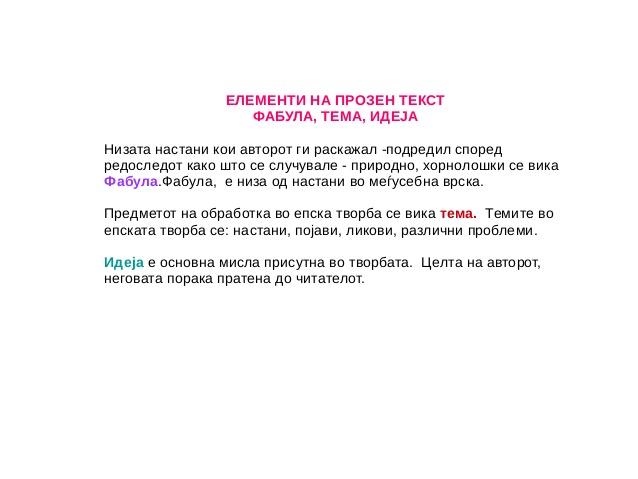 ЕЛЕМЕНТИ НА ПРОЗЕН ТЕКСТ
ФАБУЛА, ТЕМА, ИДЕЈА
Низата настани кои авторот ги раскажал -подредил според
редоследот како што се случувале - природно, хорнолошки се вика
Фабула.Фабула,  е низа од настани во меѓусебна врска.
Предметот на обработка во епска творба се вика тема.  Темите во
епската творба се: настани, појави, ликови, различни проблеми.
Идеја е основна мисла присутна во творбата.  Целта на авторот,
неговата порака пратена до читателот.